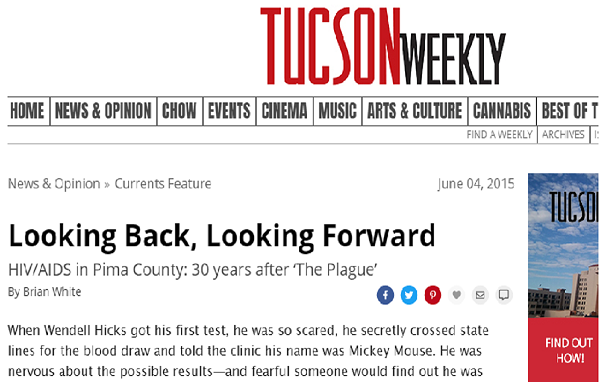 TUCSON WEEKLY
HOME NEWS & OPINION CHOW EVENTS CINEMA MUSIC ARTS & CULTURE CANNABIS BEST OF
FIND A WEEKLY ARCHIVES
News & Opinion » Currents Feature June 04, 2015
Looking Back, Looking Forward
HIV/AIDS in Pima County: 30 years after ‘The Plague’
By Brian White
When Wendell Hicks got his first test, he was so scared, he secretly crossed state
lines for the blood draw and told the clinic his name was Mickey Mouse. He was
nervous about the possible results—and fearful someone would find out he was
FIND OUT
HOW!